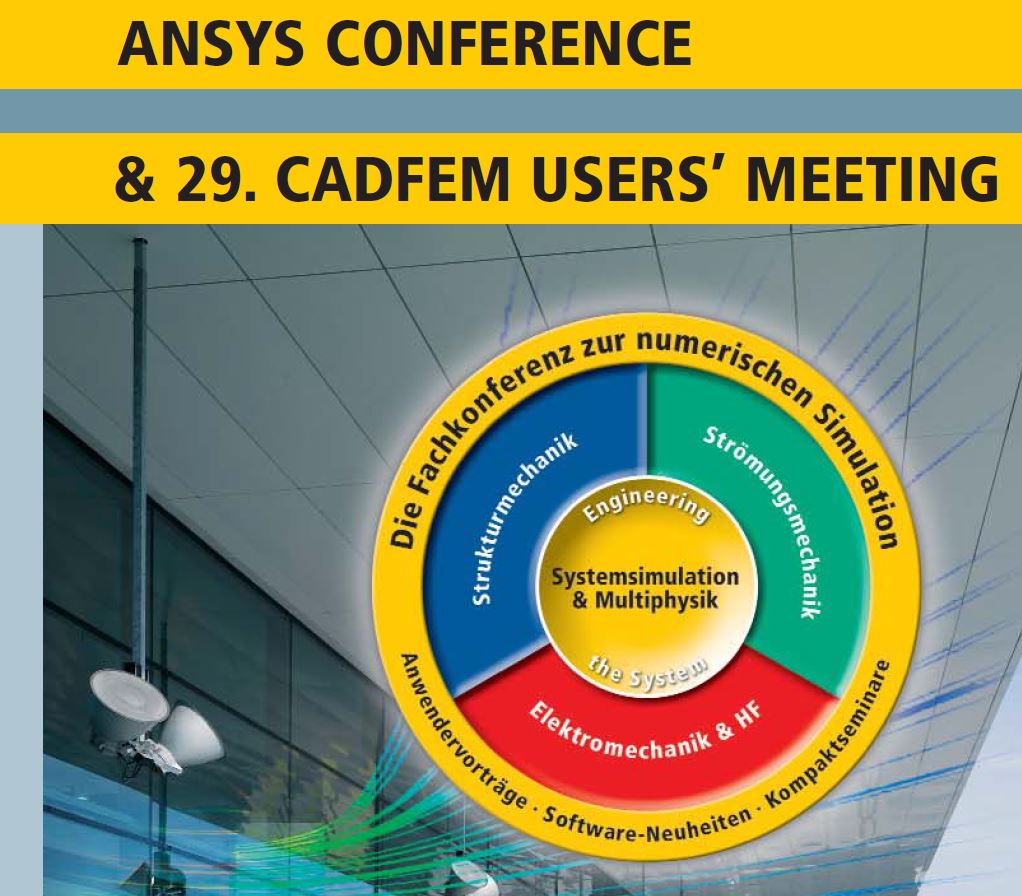 ANSYS CONFERENCE
& 29. CADFEM USERS’ MEETING
Die Fachkonferenz zur numerischen Simulation
Strukturmechanik
Strömungsmechanik
Engineering
Systemsimulation
& Multiphysik
the System
Elektromechanik & HF
Anwendervorträge · Software-Neuheiten · Kompaktseminare